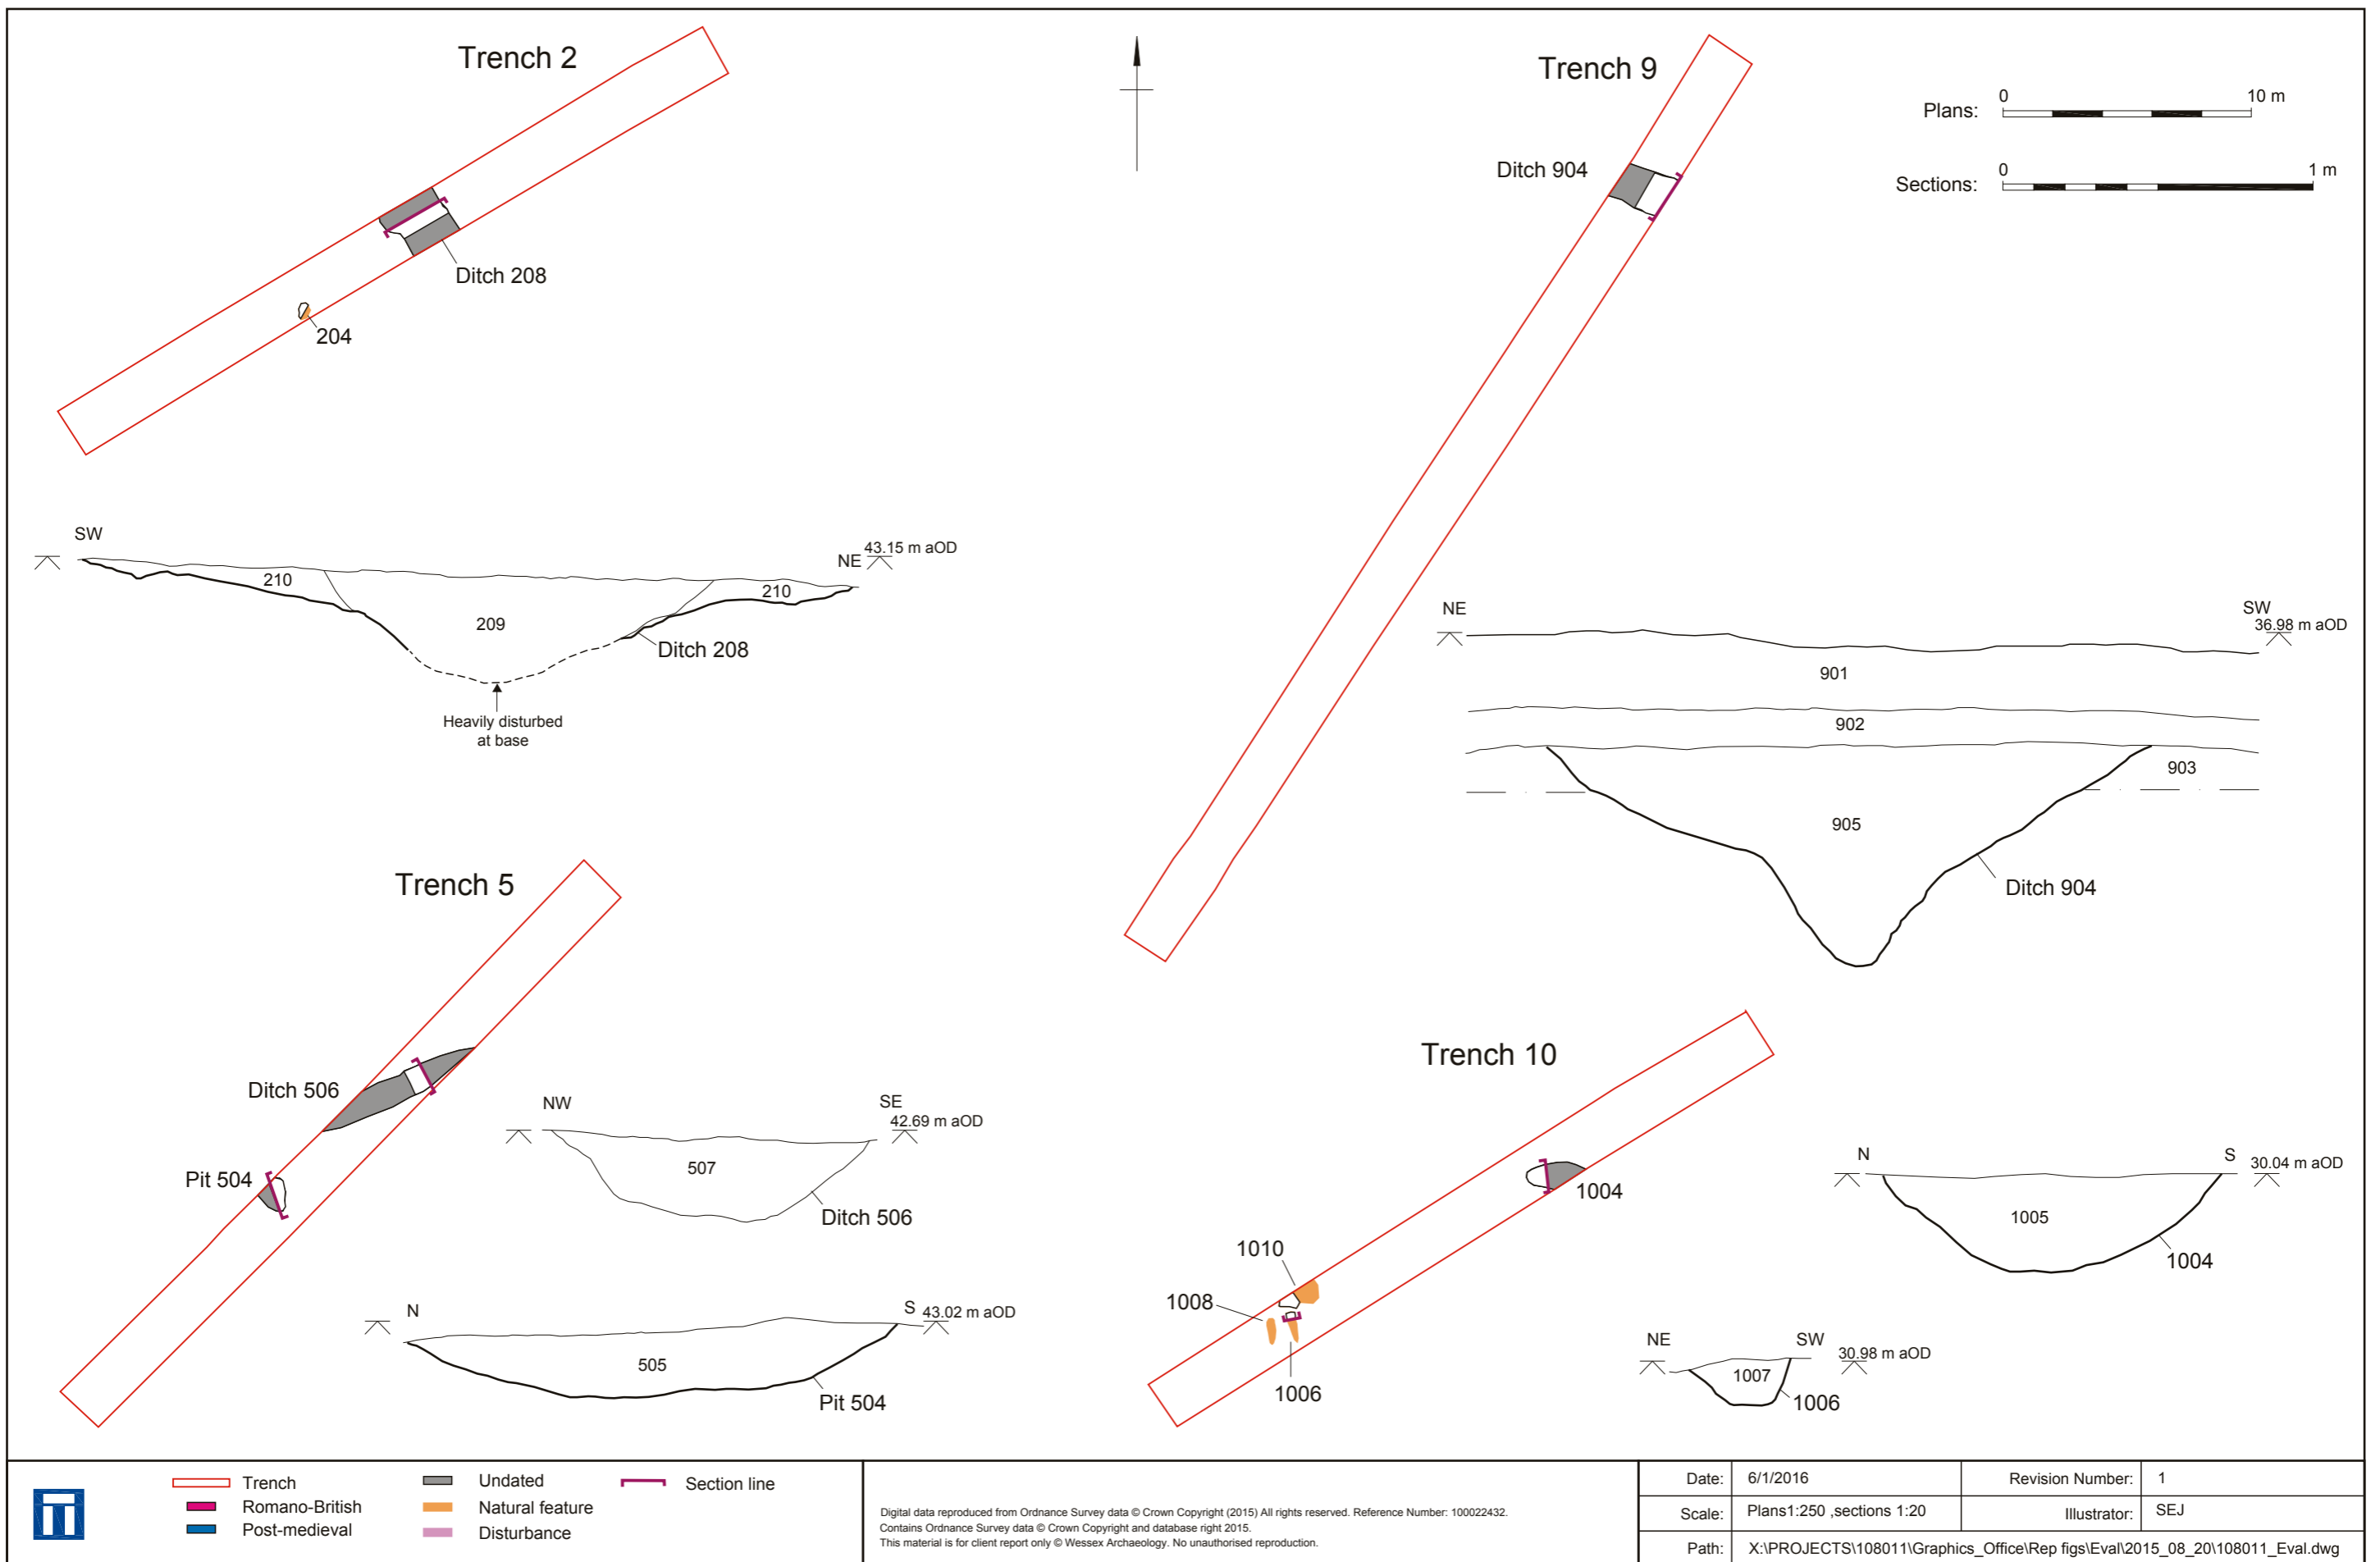 Trench 2
Ditch 208
204
SW
NE
43.15 m aOD
210
210
209
Ditch 208
Heavily disturbed
at base
Trench 9
Ditch 904
Plans:
0
10 m
Sections:
0
1 m
NE
SW
36.98 m aOD
901
902
903
905
Ditch 904
Trench 5
Ditch 506
Pit 504
NW
SE
42.69 m aOD
507
Ditch 506
N
S
43.02 m aOD
505
Pit 504
Trench 10
1004
1010
1008
1006
N
S
30.04 m aOD
1005
1004
NE
SW
30.98 m aOD
1007
1006
Trench
Romano-British
Post-medieval
Undated
Natural feature
Disturbance
Section line
Digital data reproduced from Ordnance Survey data © Crown Copyright (2015) All rights reserved. Reference Number: 100022432.
Contains Ordnance Survey data © Crown Copyright and database right 2015.
This material is for client report only © Wessex Archaeology. No unauthorised reproduction.
Date: 6/1/2016 Revision Number: 1
Scale: Plans1:250 ,sections 1:20 Illustrator: SEJ
Path: X:\PROJECTS\108011\Graphics_Office\Rep figs\Eval\2015_08_20\108011_Eval.dwg